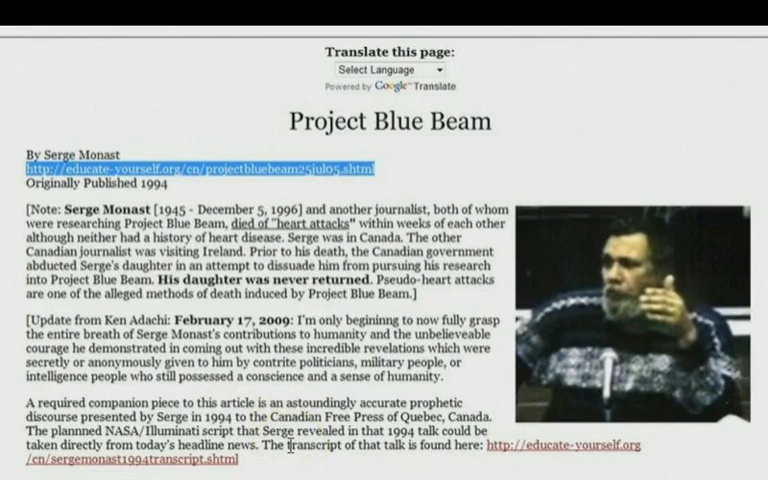 Translate this page:
Select Language
Powered by Google™ Translate
Project Blue Beam
By Serge Monast
http://educate-yourself.org/cn/projectbluebeam25jul05.shtml
Originally Published 1994
[Note: Serge Monast [1945 - December 5, 1996] and another journalist, both of whom
were researching Project Blue Beam, died of "heart attacks" within weeks of each other
although neither had a history of heart disease. Serge was in Canada. The other
Canadian journalist was visiting Ireland. Prior to his death, the Canadian government
abducted Serge's daughter in an attempt to dissuade him from pursuing his research
into Project Blue Beam. His daughter was never returned. Pseudo-heart attacks
are one of the alleged methods of death induced by Project Blue Beam.]
[Update from Ken Adachi: February 17, 2009: I'm only begininng to now fully grasp
the entire breath of Serge Monast's contributions to humanity and the unbelieveable
courage he demonstrated in coming out with these incredible revelations which were
secretly or anonymously given to him by contrite politicians, military people, or
intelligence people who still possessed a conscience and a sense of humanity.
A required companion piece to this article is an astoundingly accurate prophetic
discourse presented by Serge in 1994 to the Canadian Free Press of Quebec, Canada.
The plannned NASA/Illuminati script that Serge revealed in that 1994 talk could be
taken directly from today's headline news. The transcript of that talk is found here: http://educate-yourself.org
/cn/sergemonast1994transcript.shtml